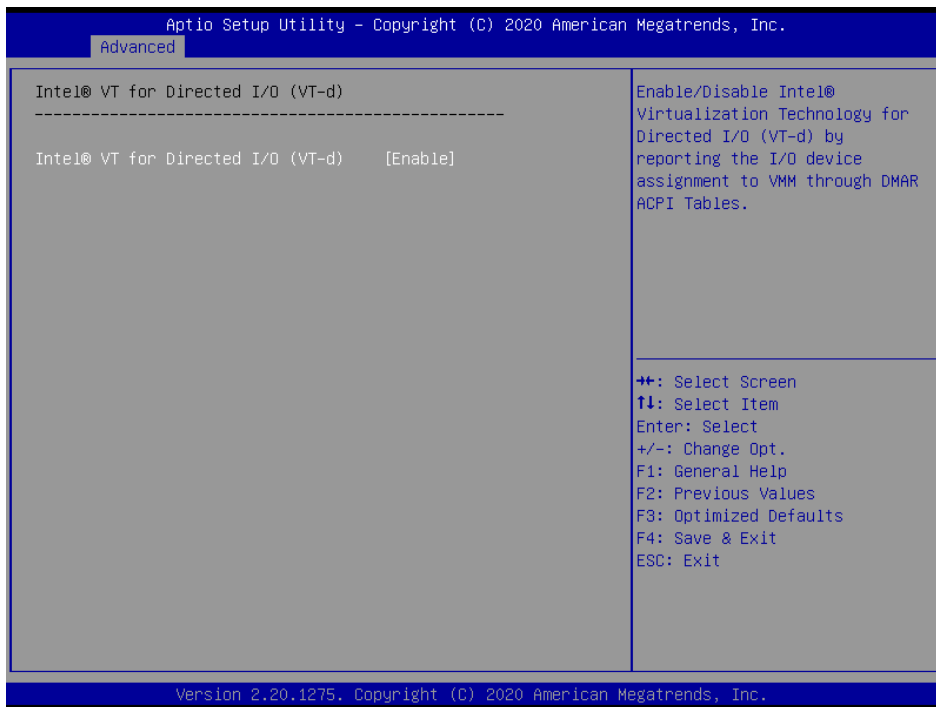 Aptio Setup Utility – Copyright (C) 2020 American Megatrends, Inc.
Advanced
Intel® VT for Directed I/O (VT-d)
--------------------------------------------------
Intel® VT for Directed I/O (VT-d) [Enable]
Enable/Disable Intel®
Virtualization Technology for
Directed I/O (VT-d) by
reporting the I/O device
assignment to VMM through DMAR
ACPI Tables.
→←: Select Screen
↑↓: Select Item
Enter: Select
+/-: Change Opt.
F1: General Help
F2: Previous Values
F3: Optimized Defaults
F4: Save & Exit
ESC: Exit
Version 2.20.1275. Copyright (C) 2020 American Megatrends, Inc.